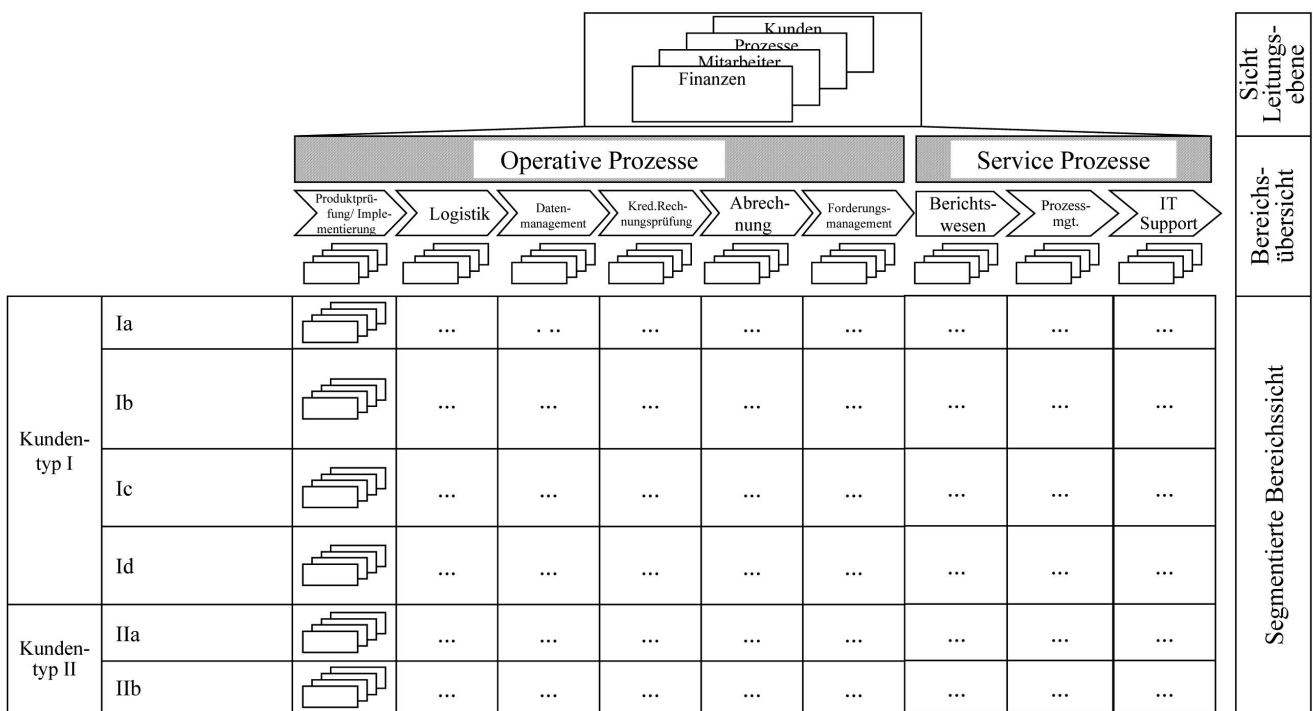 Kunden
Prozesse
Mitarbeiter
Finanzen
Sicht
Leitungs-
ebene
Operative Prozesse
Service Prozesse
Produktprü-
fung/ Imple-
mentierung
Logistik
Daten-
management
Kred.Rech-
nungsprüfung
Abrech-
nung
Forderungs-
management
Berichts-
wesen
Prozess-
mgt.
IT
Support
Bereichs-
übersicht
Kunden-
typ I
Ia
... . .. ... ... ... ... ... ...
Ib
... ... ... ... ... ... ... ...
Ic
... ... ... ... ... ... ... ...
Id
... ... ... ... ... ... ... ...
Kunden-
typ II
IIa
... ... ... ... ... ... ... ...
IIb
... ... ... ... ... ... ... ...
Segmentierte Bereichssicht